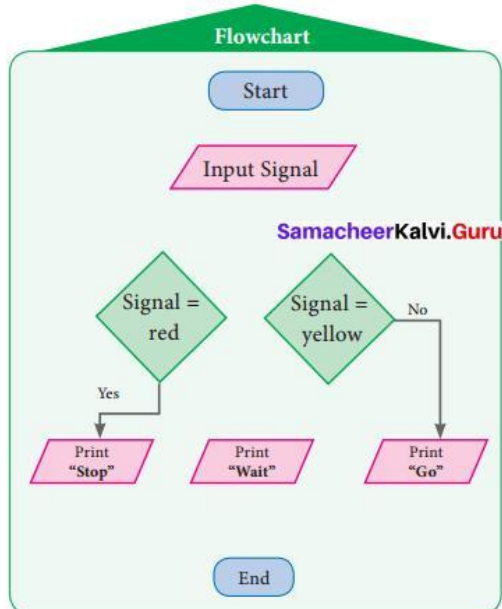 Flowchart
Start
Input Signal
SamacheerKalvi.Guru
Signal =
red
Signal =
yellow
No
Yes
Print
“Stop”
Print
“Wait”
Print
“Go”
End